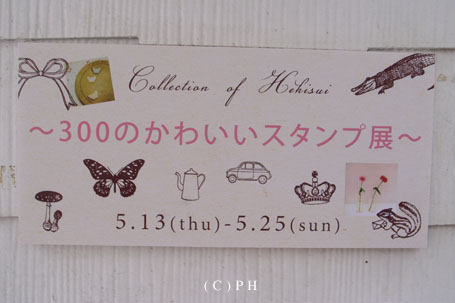 Collection of Hekisui
～300のかわいいスタンプ展～
5.13(thu)-5.25(sun)
(C)PH